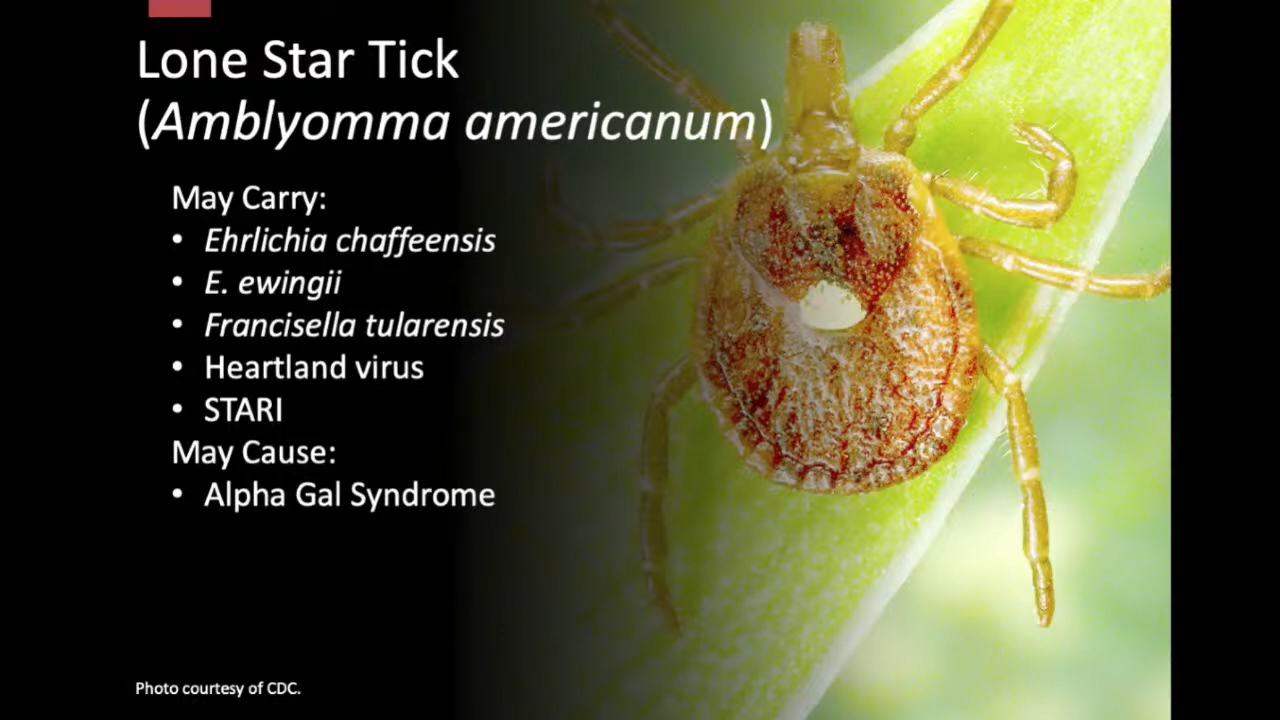 Lone Star Tick
(Amblyomma americanum)
May Carry:
• Ehrlichia chaffeensis
• E. ewingii
• Francisella tularensis
• Heartland virus
• STARI
May Cause:
• Alpha Gal Syndrome
Photo courtesy of CDC.